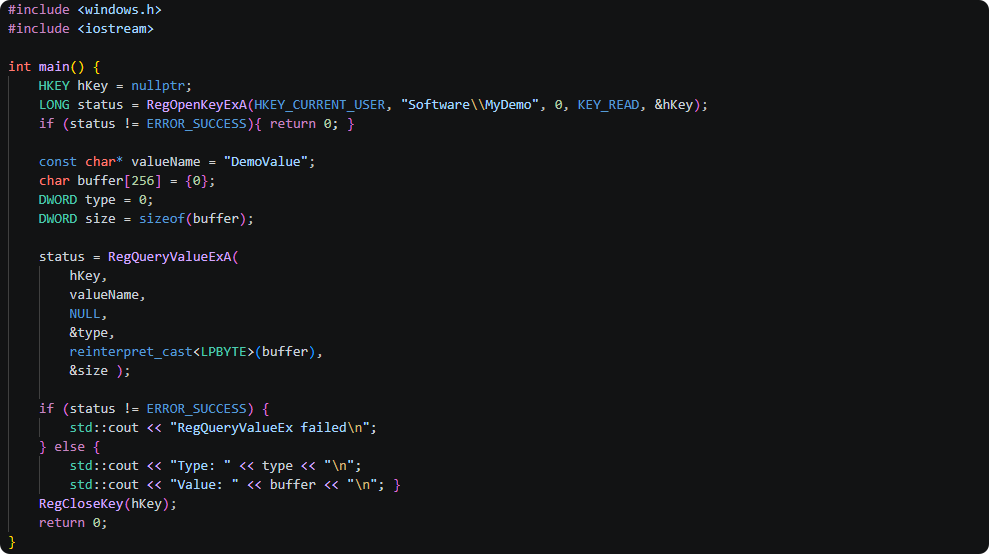 #include <windows.h>
#include <iostream>

int main() {
    HKEY hKey = nullptr;
    LONG status = RegOpenKeyExA(HKEY_CURRENT_USER, "Software\\MyDemo", 0, KEY_READ, &hKey);
    if (status != ERROR_SUCCESS){ return 0; }

    const char* valueName = "DemoValue";
    char buffer[256] = {0};
    DWORD type = 0;
    DWORD size = sizeof(buffer);

    status = RegQueryValueExA(
        hKey,
        valueName,
        NULL,
        &type,
        reinterpret_cast<LPBYTE>(buffer),
        &size );

    if (status != ERROR_SUCCESS) {
        std::cout << "RegQueryValueEx failed\n";
    } else {
        std::cout << "Type: " << type << "\n";
        std::cout << "Value: " << buffer << "\n"; }
    RegCloseKey(hKey);
    return 0;
}